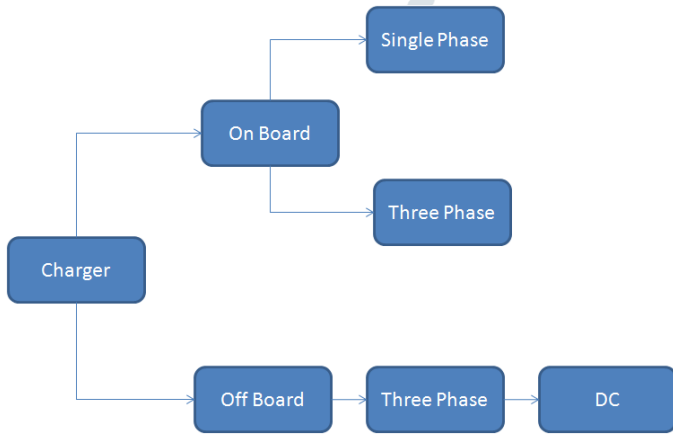 Single Phase
On Board
Three Phase
Charger
Off Board
Three Phase
DC